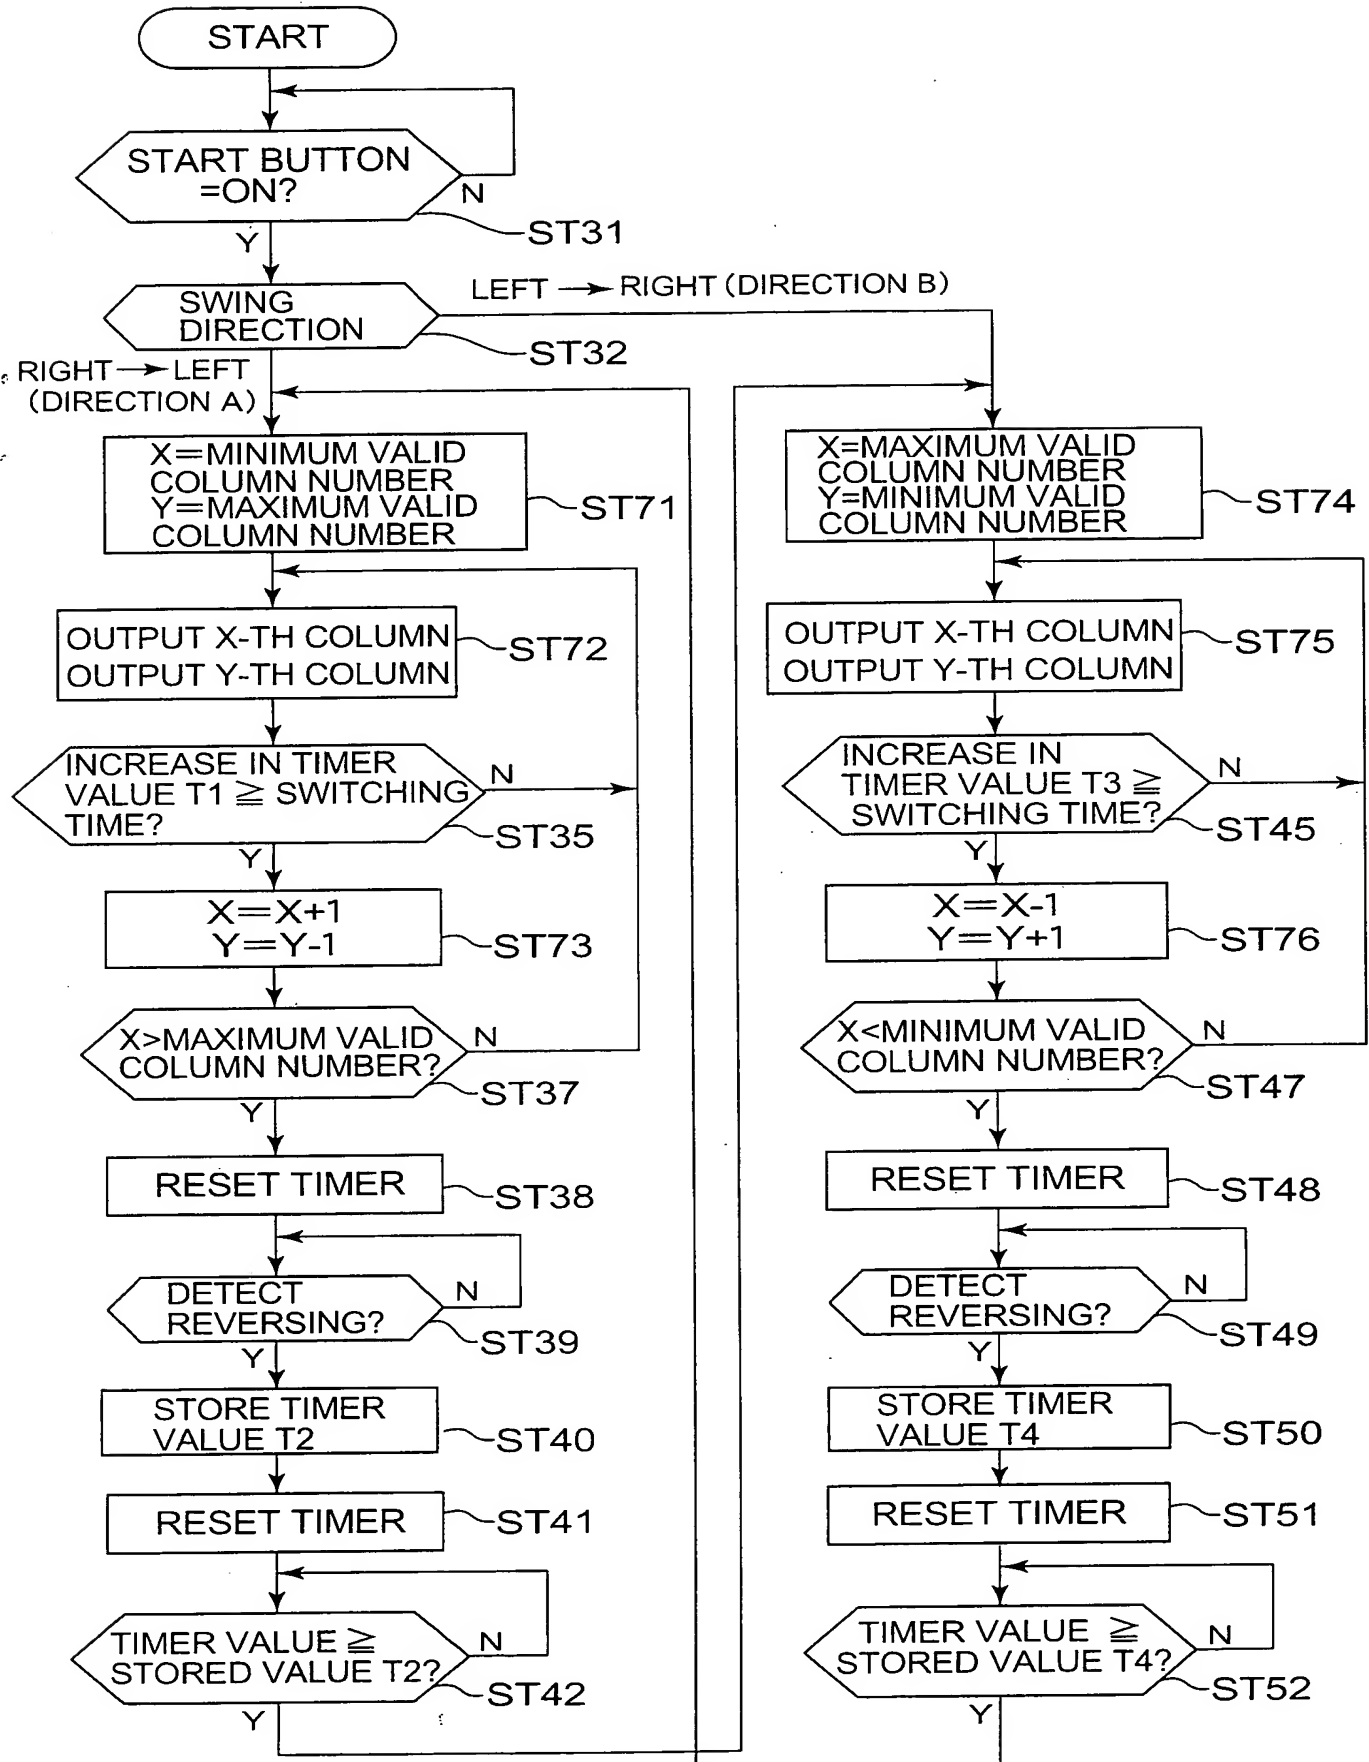 START
START BUTTON
=ON?
N
ST31
Y
SWING
DIRECTION
ST32
LEFT → RIGHT (DIRECTION B)
RIGHT → LEFT
(DIRECTION A)
X=MINIMUM VALID
COLUMN NUMBER
Y=MAXIMUM VALID
COLUMN NUMBER
ST71
OUTPUT X-TH COLUMN
OUTPUT Y-TH COLUMN
ST72
INCREASE IN TIMER
VALUE T1 ≧ SWITCHING
TIME?
N
ST35
Y
X=X+1
Y=Y-1
ST73
X>MAXIMUM VALID
COLUMN NUMBER?
N
ST37
Y
RESET TIMER
ST38
DETECT
REVERSING?
N
ST39
Y
STORE TIMER
VALUE T2
ST40
RESET TIMER
ST41
TIMER VALUE ≧
STORED VALUE T2?
N
ST42
Y
X=MAXIMUM VALID
COLUMN NUMBER
Y=MINIMUM VALID
COLUMN NUMBER
ST74
OUTPUT X-TH COLUMN
OUTPUT Y-TH COLUMN
ST75
INCREASE IN
TIMER VALUE T3 ≧
SWITCHING TIME?
N
ST45
Y
X=X-1
Y=Y+1
ST76
X<MINIMUM VALID
COLUMN NUMBER?
N
ST47
Y
RESET TIMER
ST48
DETECT
REVERSING?
N
ST49
Y
STORE TIMER
VALUE T4
ST50
RESET TIMER
ST51
TIMER VALUE ≧
STORED VALUE T4?
N
ST52
Y